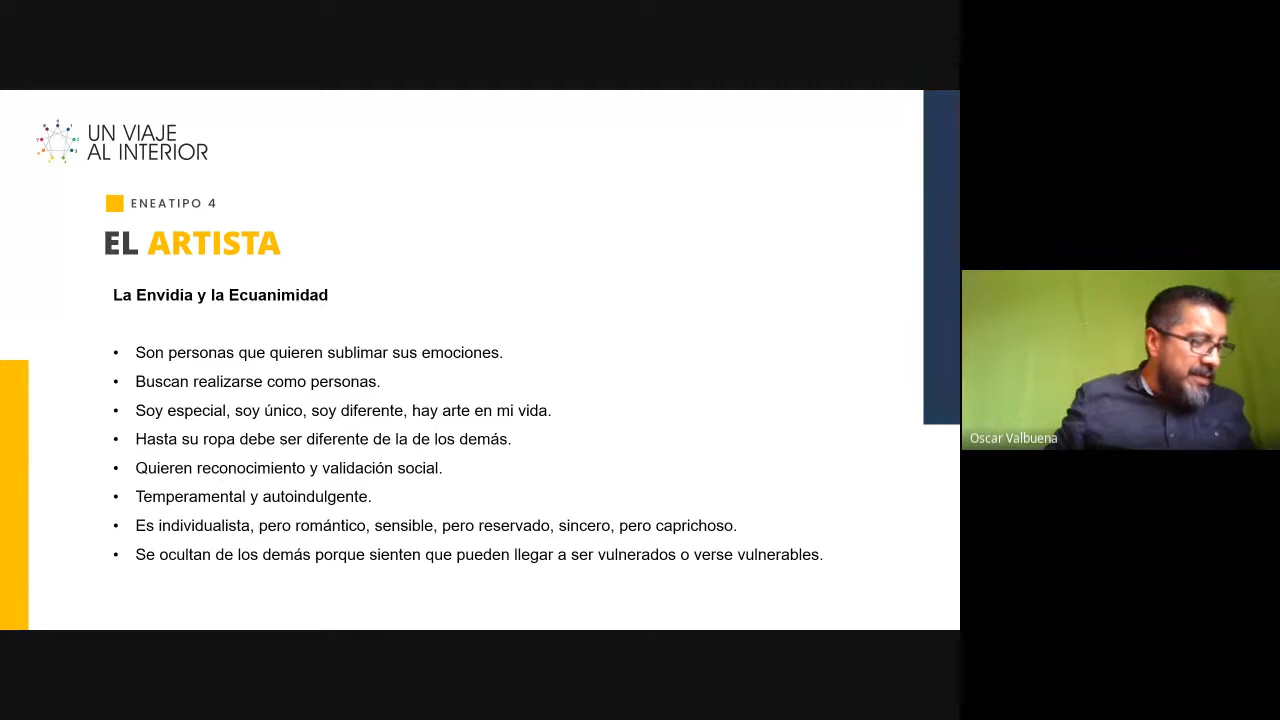 UN VIAJE
AL INTERIOR
ENEATIPO 4
EL ARTISTA
La Envidia y la Ecuanimidad
• Son personas que quieren sublimar sus emociones.
• Buscan realizarse como personas.
• Soy especial, soy único, soy diferente, hay arte en mi vida.
• Hasta su ropa debe ser diferente de la de los demás.
• Quieren reconocimiento y validación social.
• Temperamental y autoindulgente.
• Es individualista, pero romántico, sensible, pero reservado, sincero, pero caprichoso.
• Se ocultan de los demás porque sienten que pueden llegar a ser vulnerados o verse vulnerables.
Oscar Valbuena